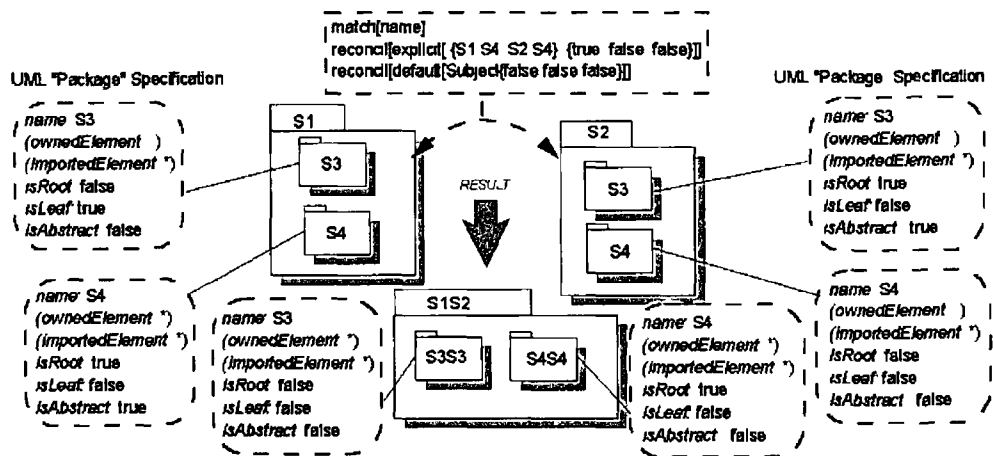 match[name]
reconcil[explicit[ {S1 S4 S2 S4} {true false false}]]
reconcil[default[Subject{false false false}]]
UML "Package" Specification
name S3
(ownedElement )
(ImportedElement *)
isRoot false
isLeaf true
isAbstract false
name S4
(ownedElement *)
(importedElement *)
isRoot true
isLeaf false
isAbstract true
S1
S3
S4
RESULT
S2
S3
S4
UML "Package Specification
name S3
(ownedElement )
(ImportedElement *)
isRoot true
isLeaf false
isAbstract true
name S4
(ownedElement )
(importedElement *)
isRoot false
isLeaf false
isAbstract false
name S3
(ownedElement *)
(ImportedElement *)
isRoot false
isLeaf false
isAbstract false
S1S2
S3S3
S4S4
name S4
(ownedElement *)
(importedElement *)
isRoot true
isLeaf false
isAbstract false